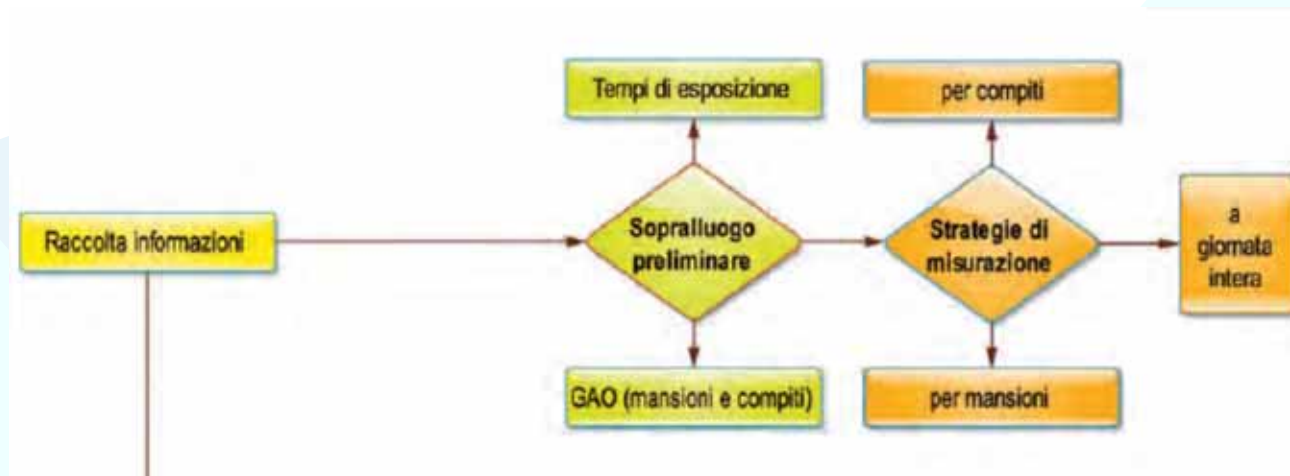 Tempi di esposizione
per compiti
Raccolta informazioni
Sopralluogo
preliminare
Strategie di
misurazione
a
giornata
intera
GAO (mansioni e compiti)
per mansioni